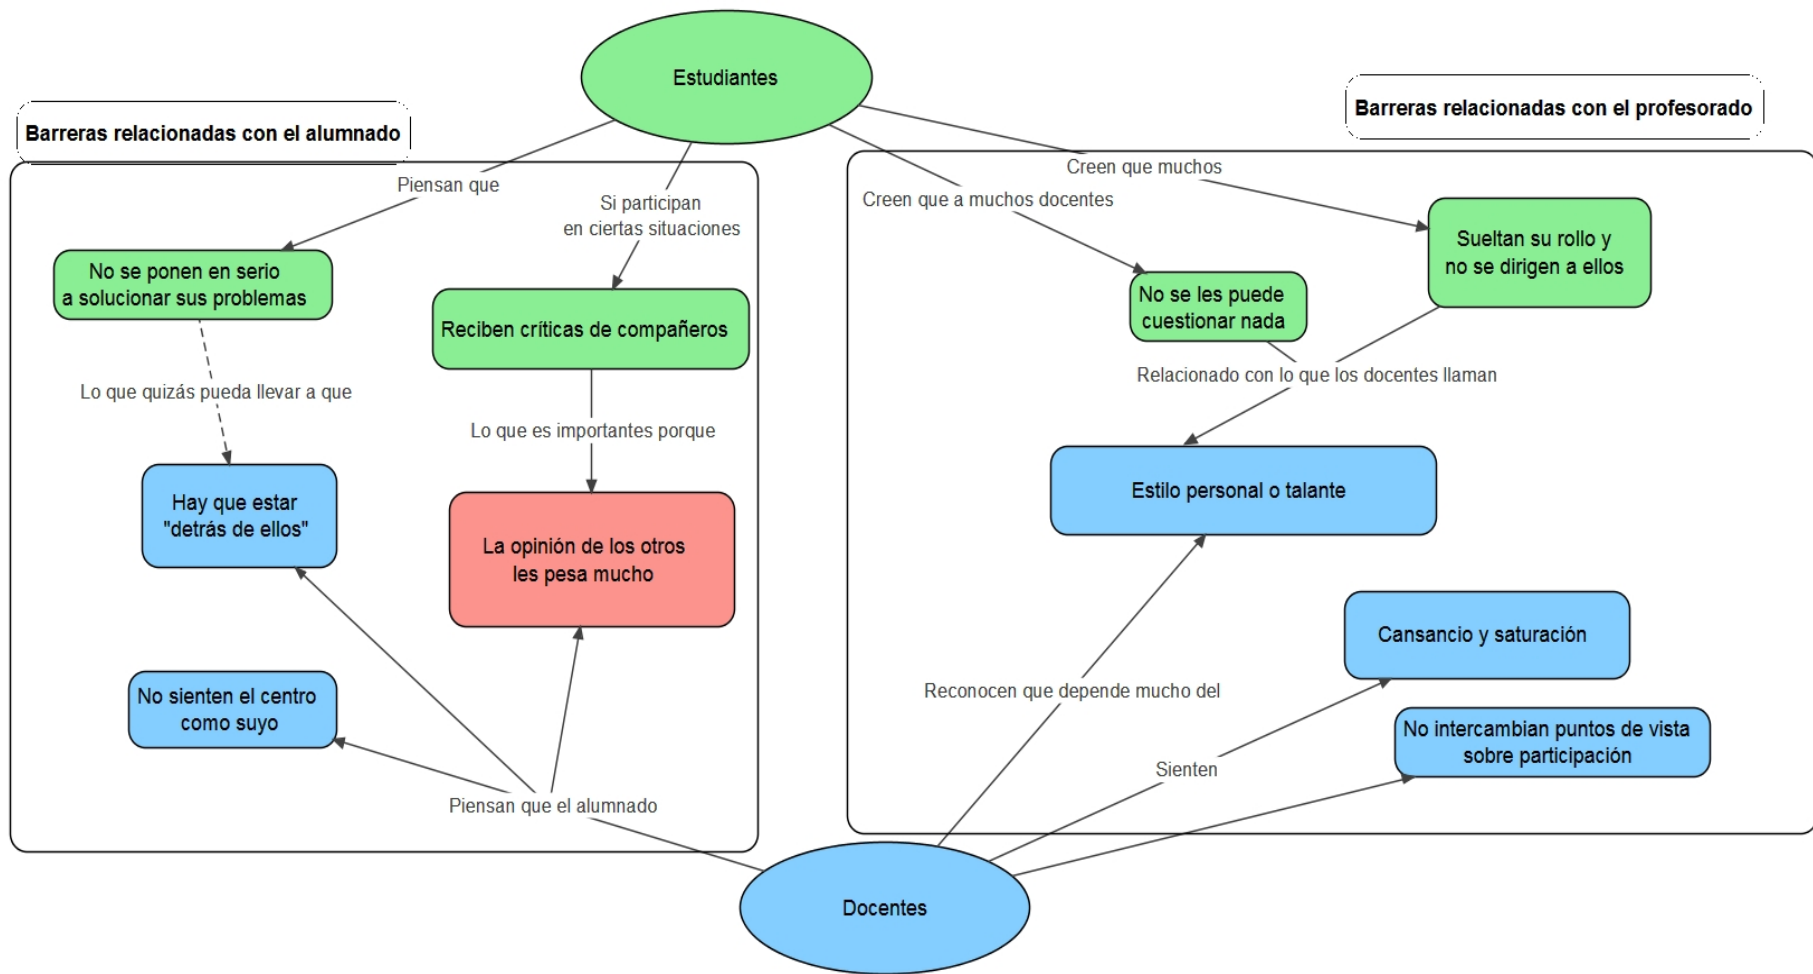 Estudiantes
Barreras relacionadas con el alumnado
Barreras relacionadas con el profesorado
Piensan que
Si participan
en ciertas situaciones
Creen que a muchos docentes
Creen que muchos
No se ponen en serio
a solucionar sus problemas
Reciben críticas de compañeros
No se les puede
cuestionar nada
Sueltan su rollo y
no se dirigen a ellos
Lo que quizás pueda llevar a que
Lo que es importantes porque
Relacionado con lo que los docentes llaman
Hay que estar
"detrás de ellos"
La opinión de los otros
les pesa mucho
Estilo personal o talante
No sienten el centro
como suyo
Cansancio y saturación
Reconocen que depende mucho del
No intercambian puntos de vista
sobre participación
Sienten
Piensan que el alumnado
Docentes